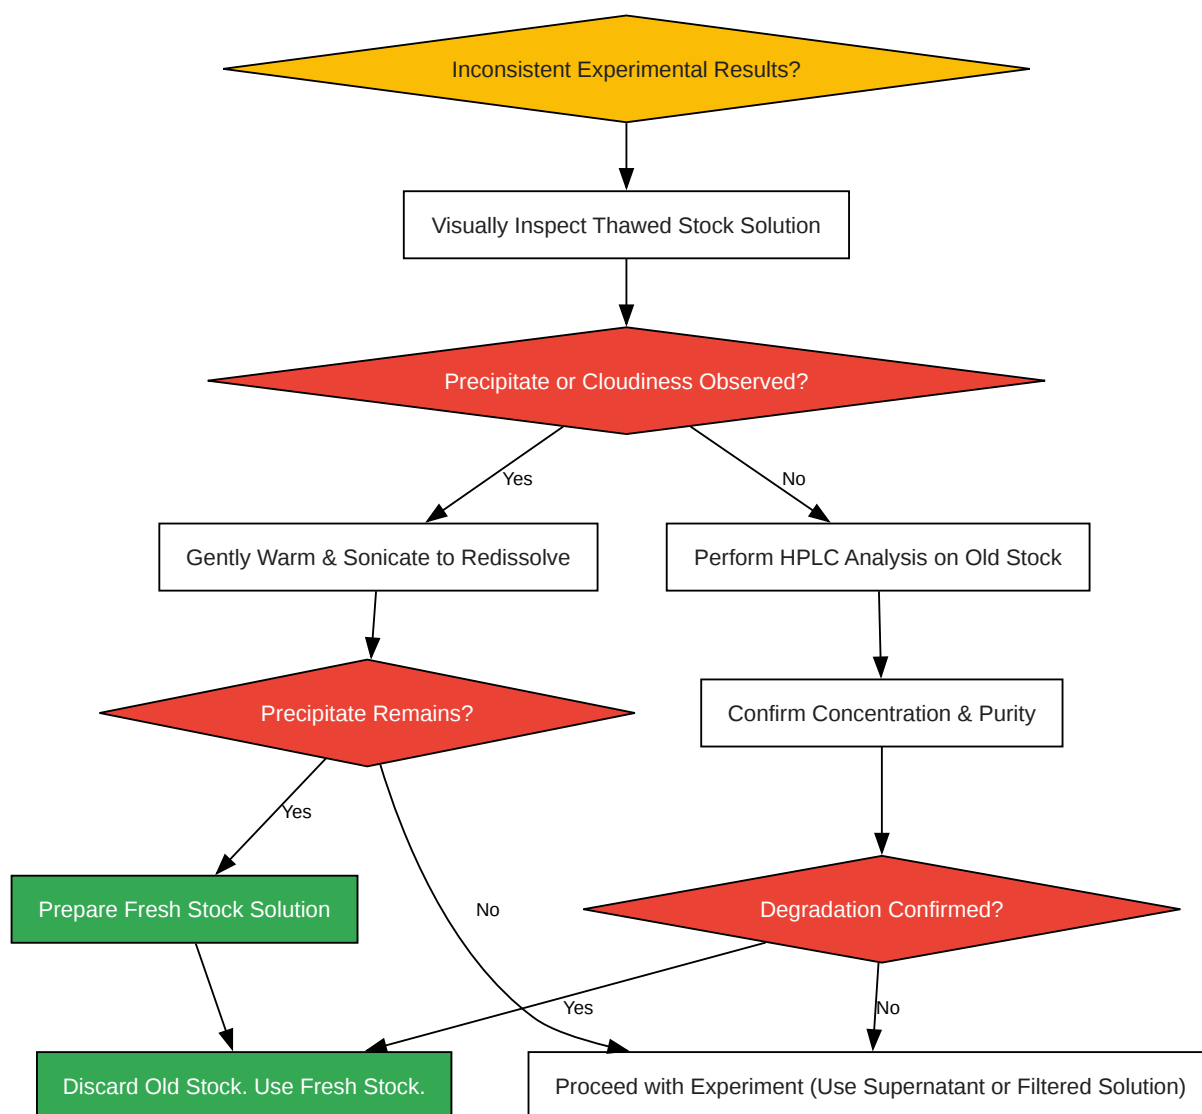 Inconsistent Experimental Results?
Visually Inspect Thawed Stock Solution
Precipitate or Cloudiness Observed?
Yes
No
Gently Warm & Sonicate to Redissolve
Perform HPLC Analysis on Old Stock
Precipitate Remains?
Confirm Concentration & Purity
Yes
Prepare Fresh Stock Solution
No
Degradation Confirmed?
Yes
No
Discard Old Stock. Use Fresh Stock.
Proceed with Experiment (Use Supernatant or Filtered Solution)